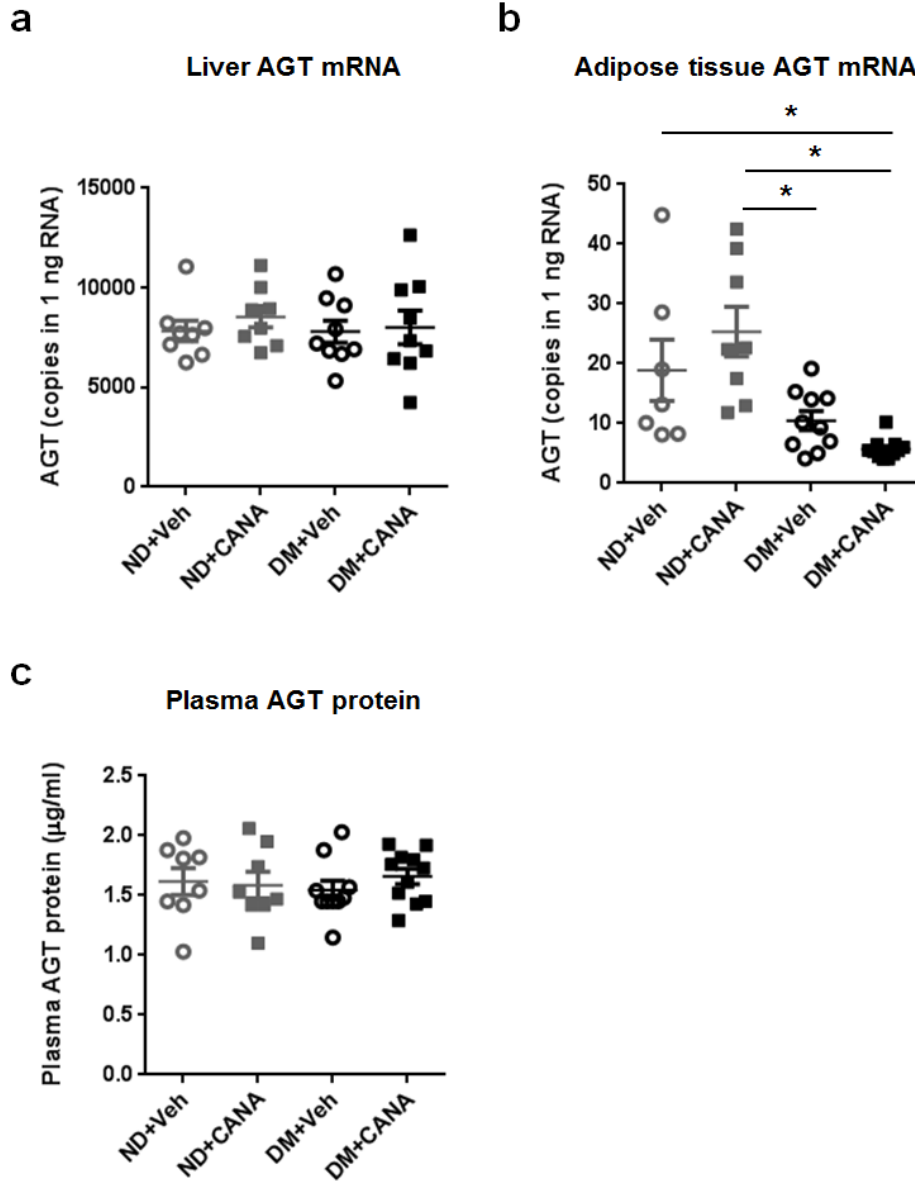 a
Liver AGT mRNA
AGT (copies in 1 ng RNA)
15000
10000
5000
0
ND+Veh
ND+CANA
DM+Veh
DM+CANA
b
Adipose tissue AGT mRNA
*
*
*
AGT (copies in 1 ng RNA)
50
40
30
20
10
0
ND+Veh
ND+CANA
DM+Veh
DM+CANA
c
Plasma AGT protein
Plasma AGT protein (µg/ml)
2.5
2.0
1.5
1.0
0.5
0.0
ND+Veh
ND+CANA
DM+Veh
DM+CANA